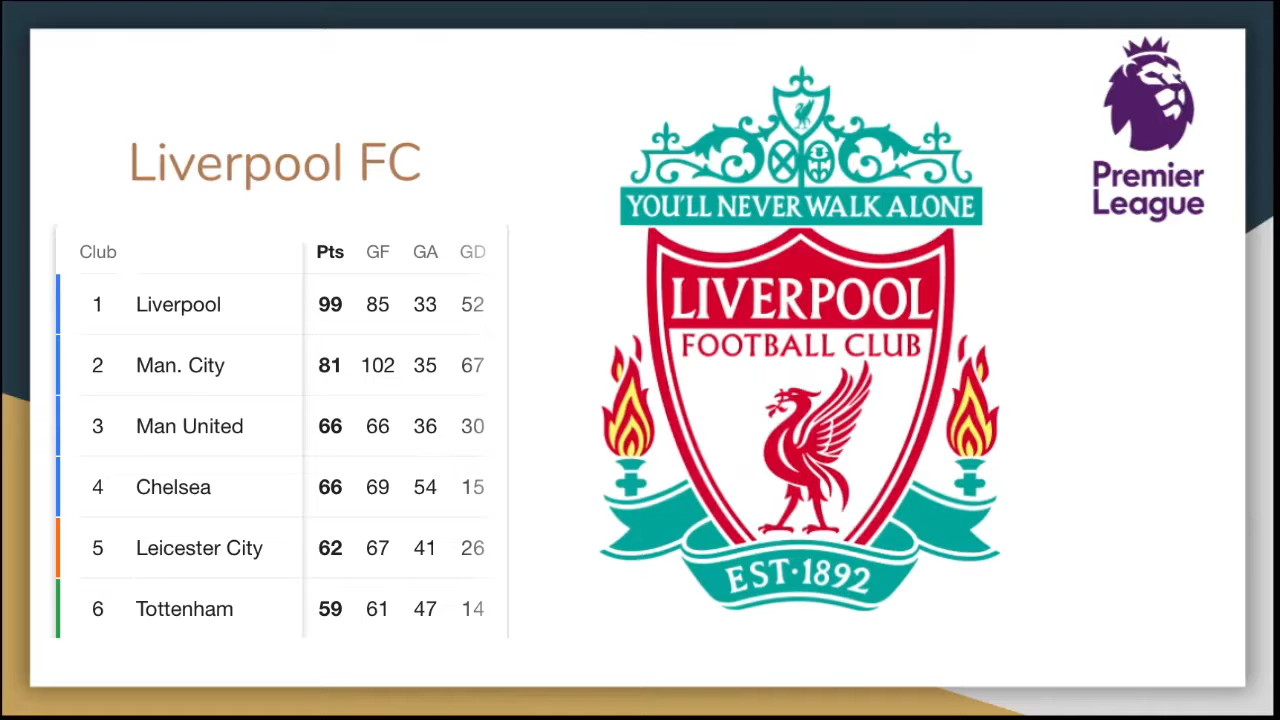 Liverpool FC
Club Pts GF GA GD
1 Liverpool 99 85 33 52
2 Man. City 81 102 35 67
3 Man United 66 66 36 30
4 Chelsea 66 69 54 15
5 Leicester City 62 67 41 26
6 Tottenham 59 61 47 14
YOU'LL NEVER WALK ALONE
LIVERPOOL
FOOTBALL CLUB
EST·1892
Premier
League